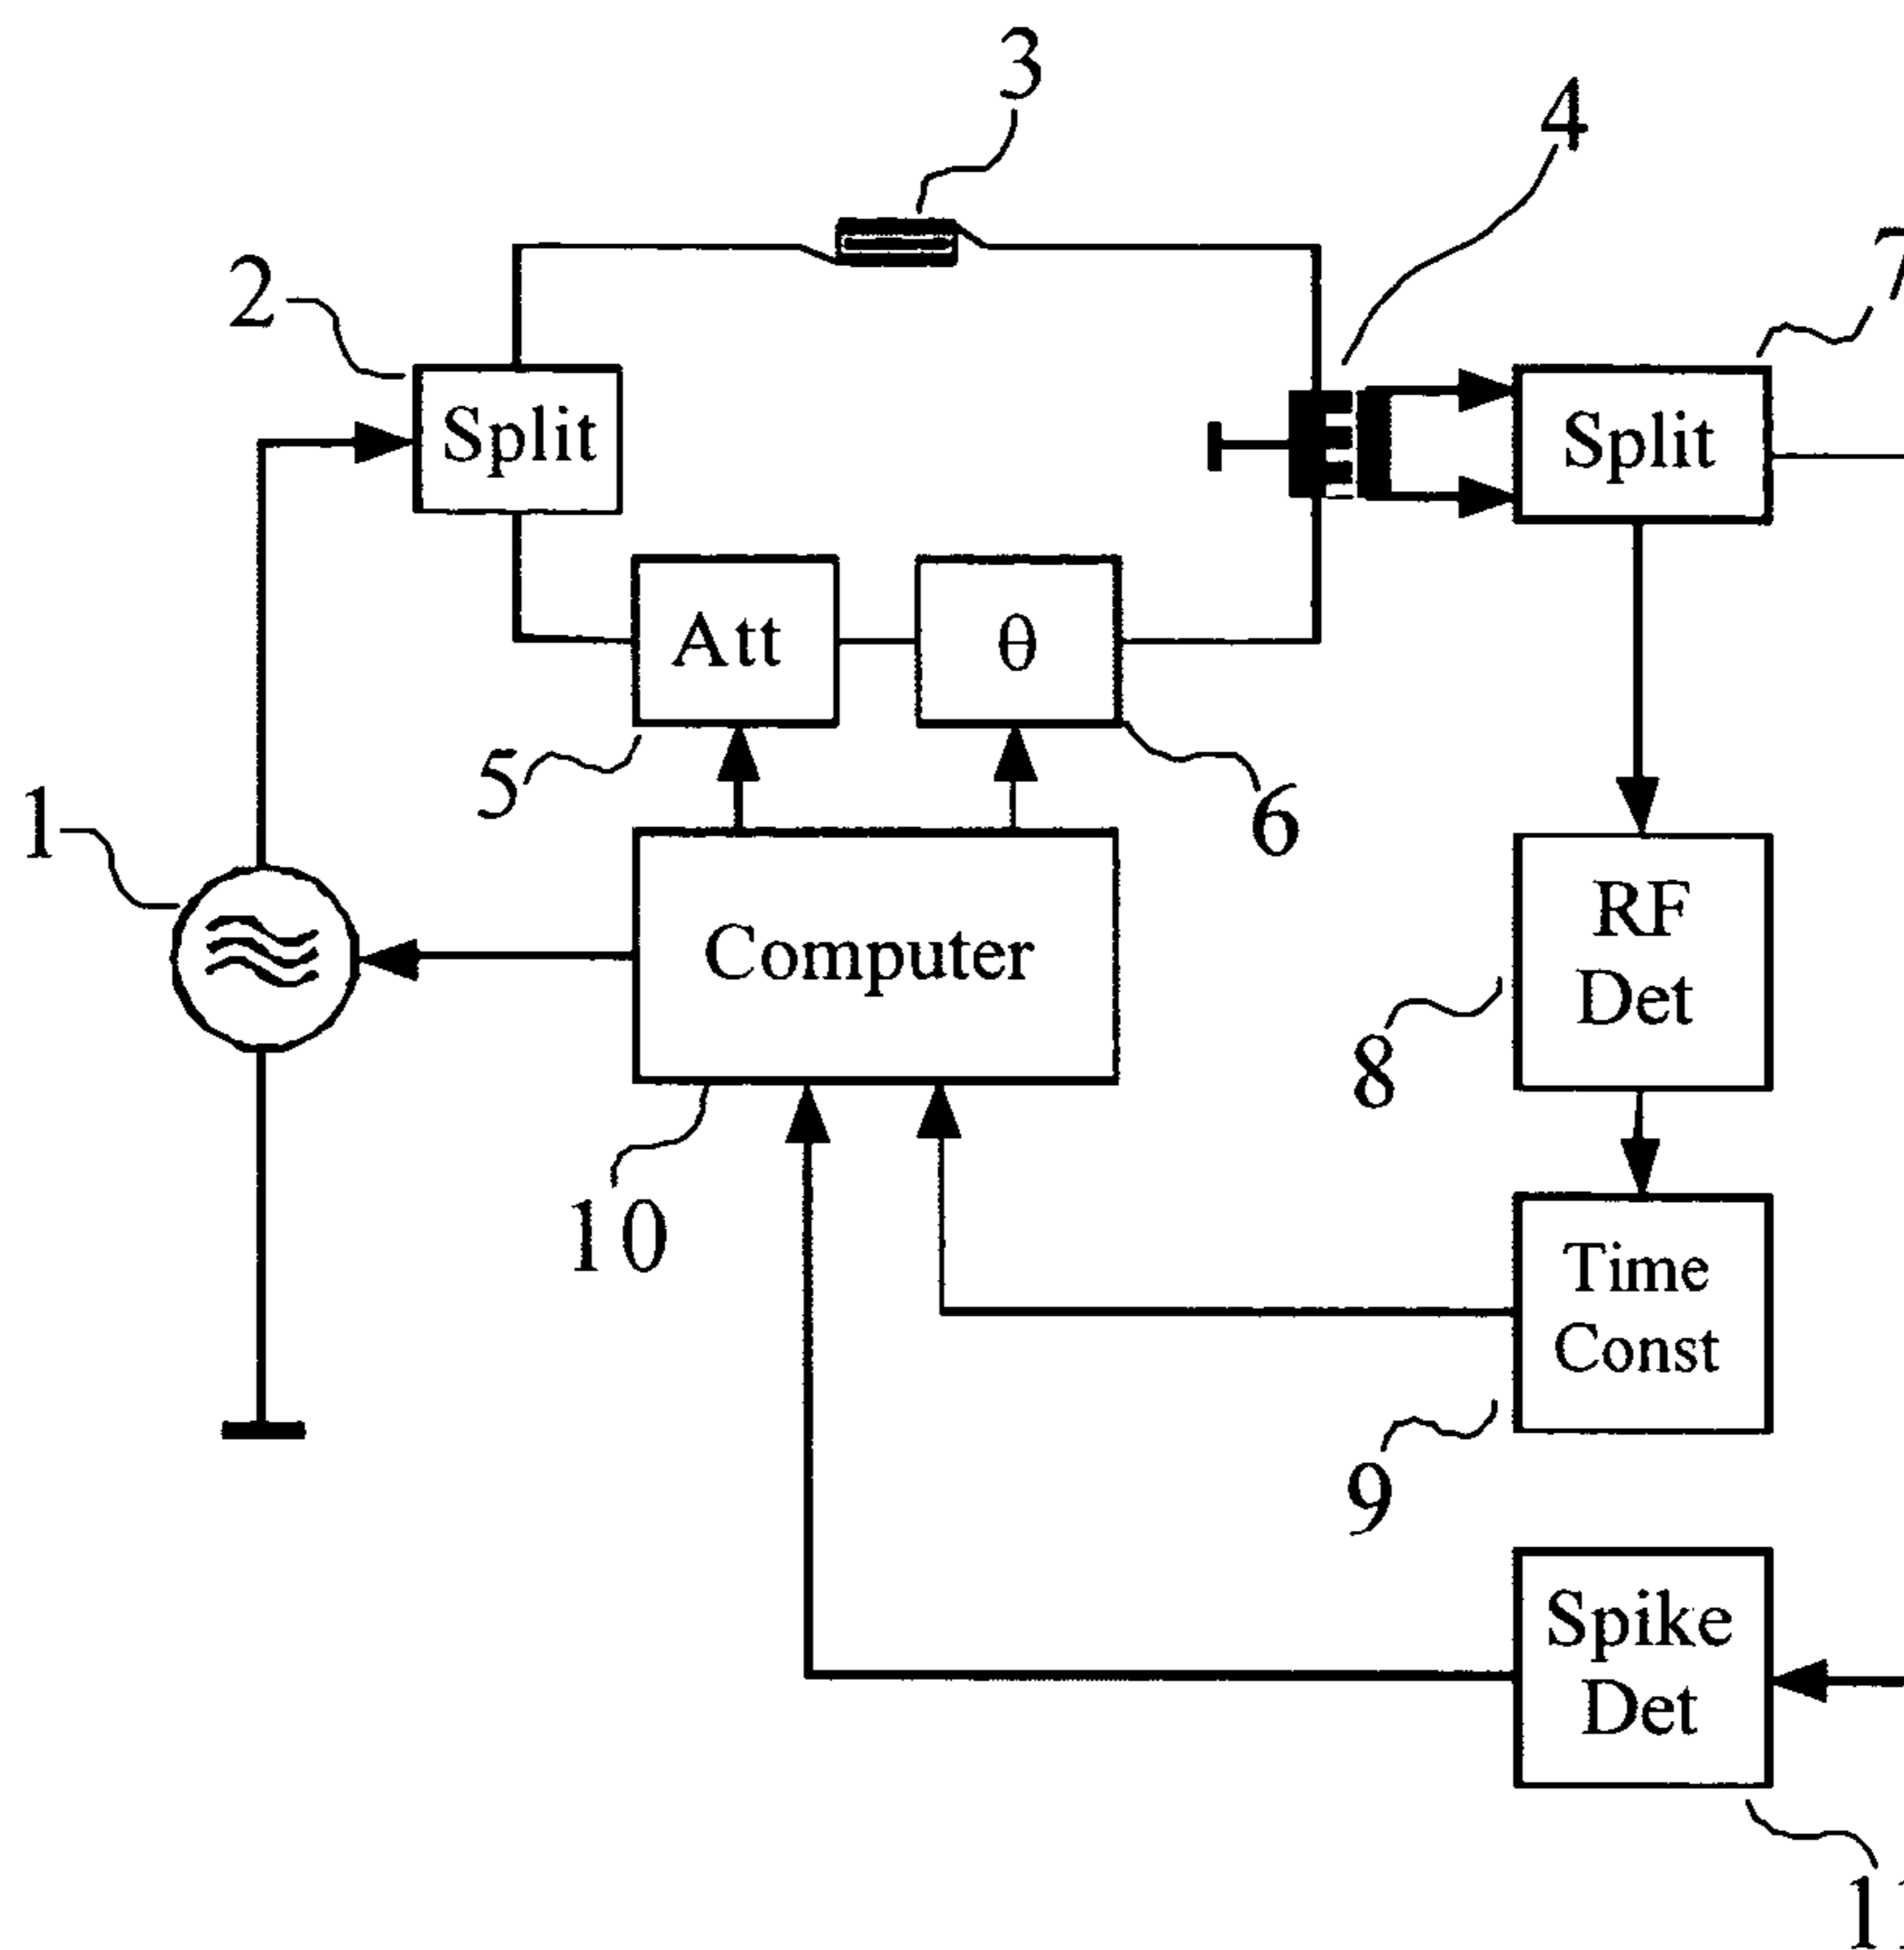 3
4
7
2
Split
Split
Att
θ
5
6
1
RF
Det
Computer
8
10
Time
Const
9
Spike
Det